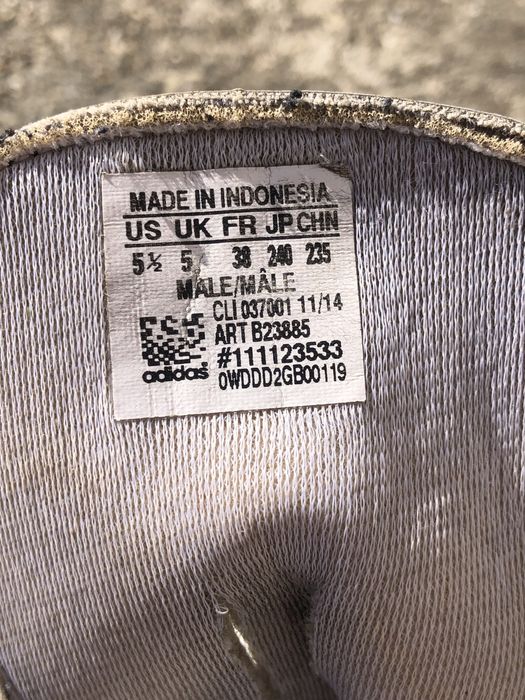 MADE IN INDONESIA
US UK FR JP CHN
5½ 5 38 240 235
MALE/MÂLE
CLI 037001 11/14
ART B23885
#111123533
adidas 0WDDD2GB00119